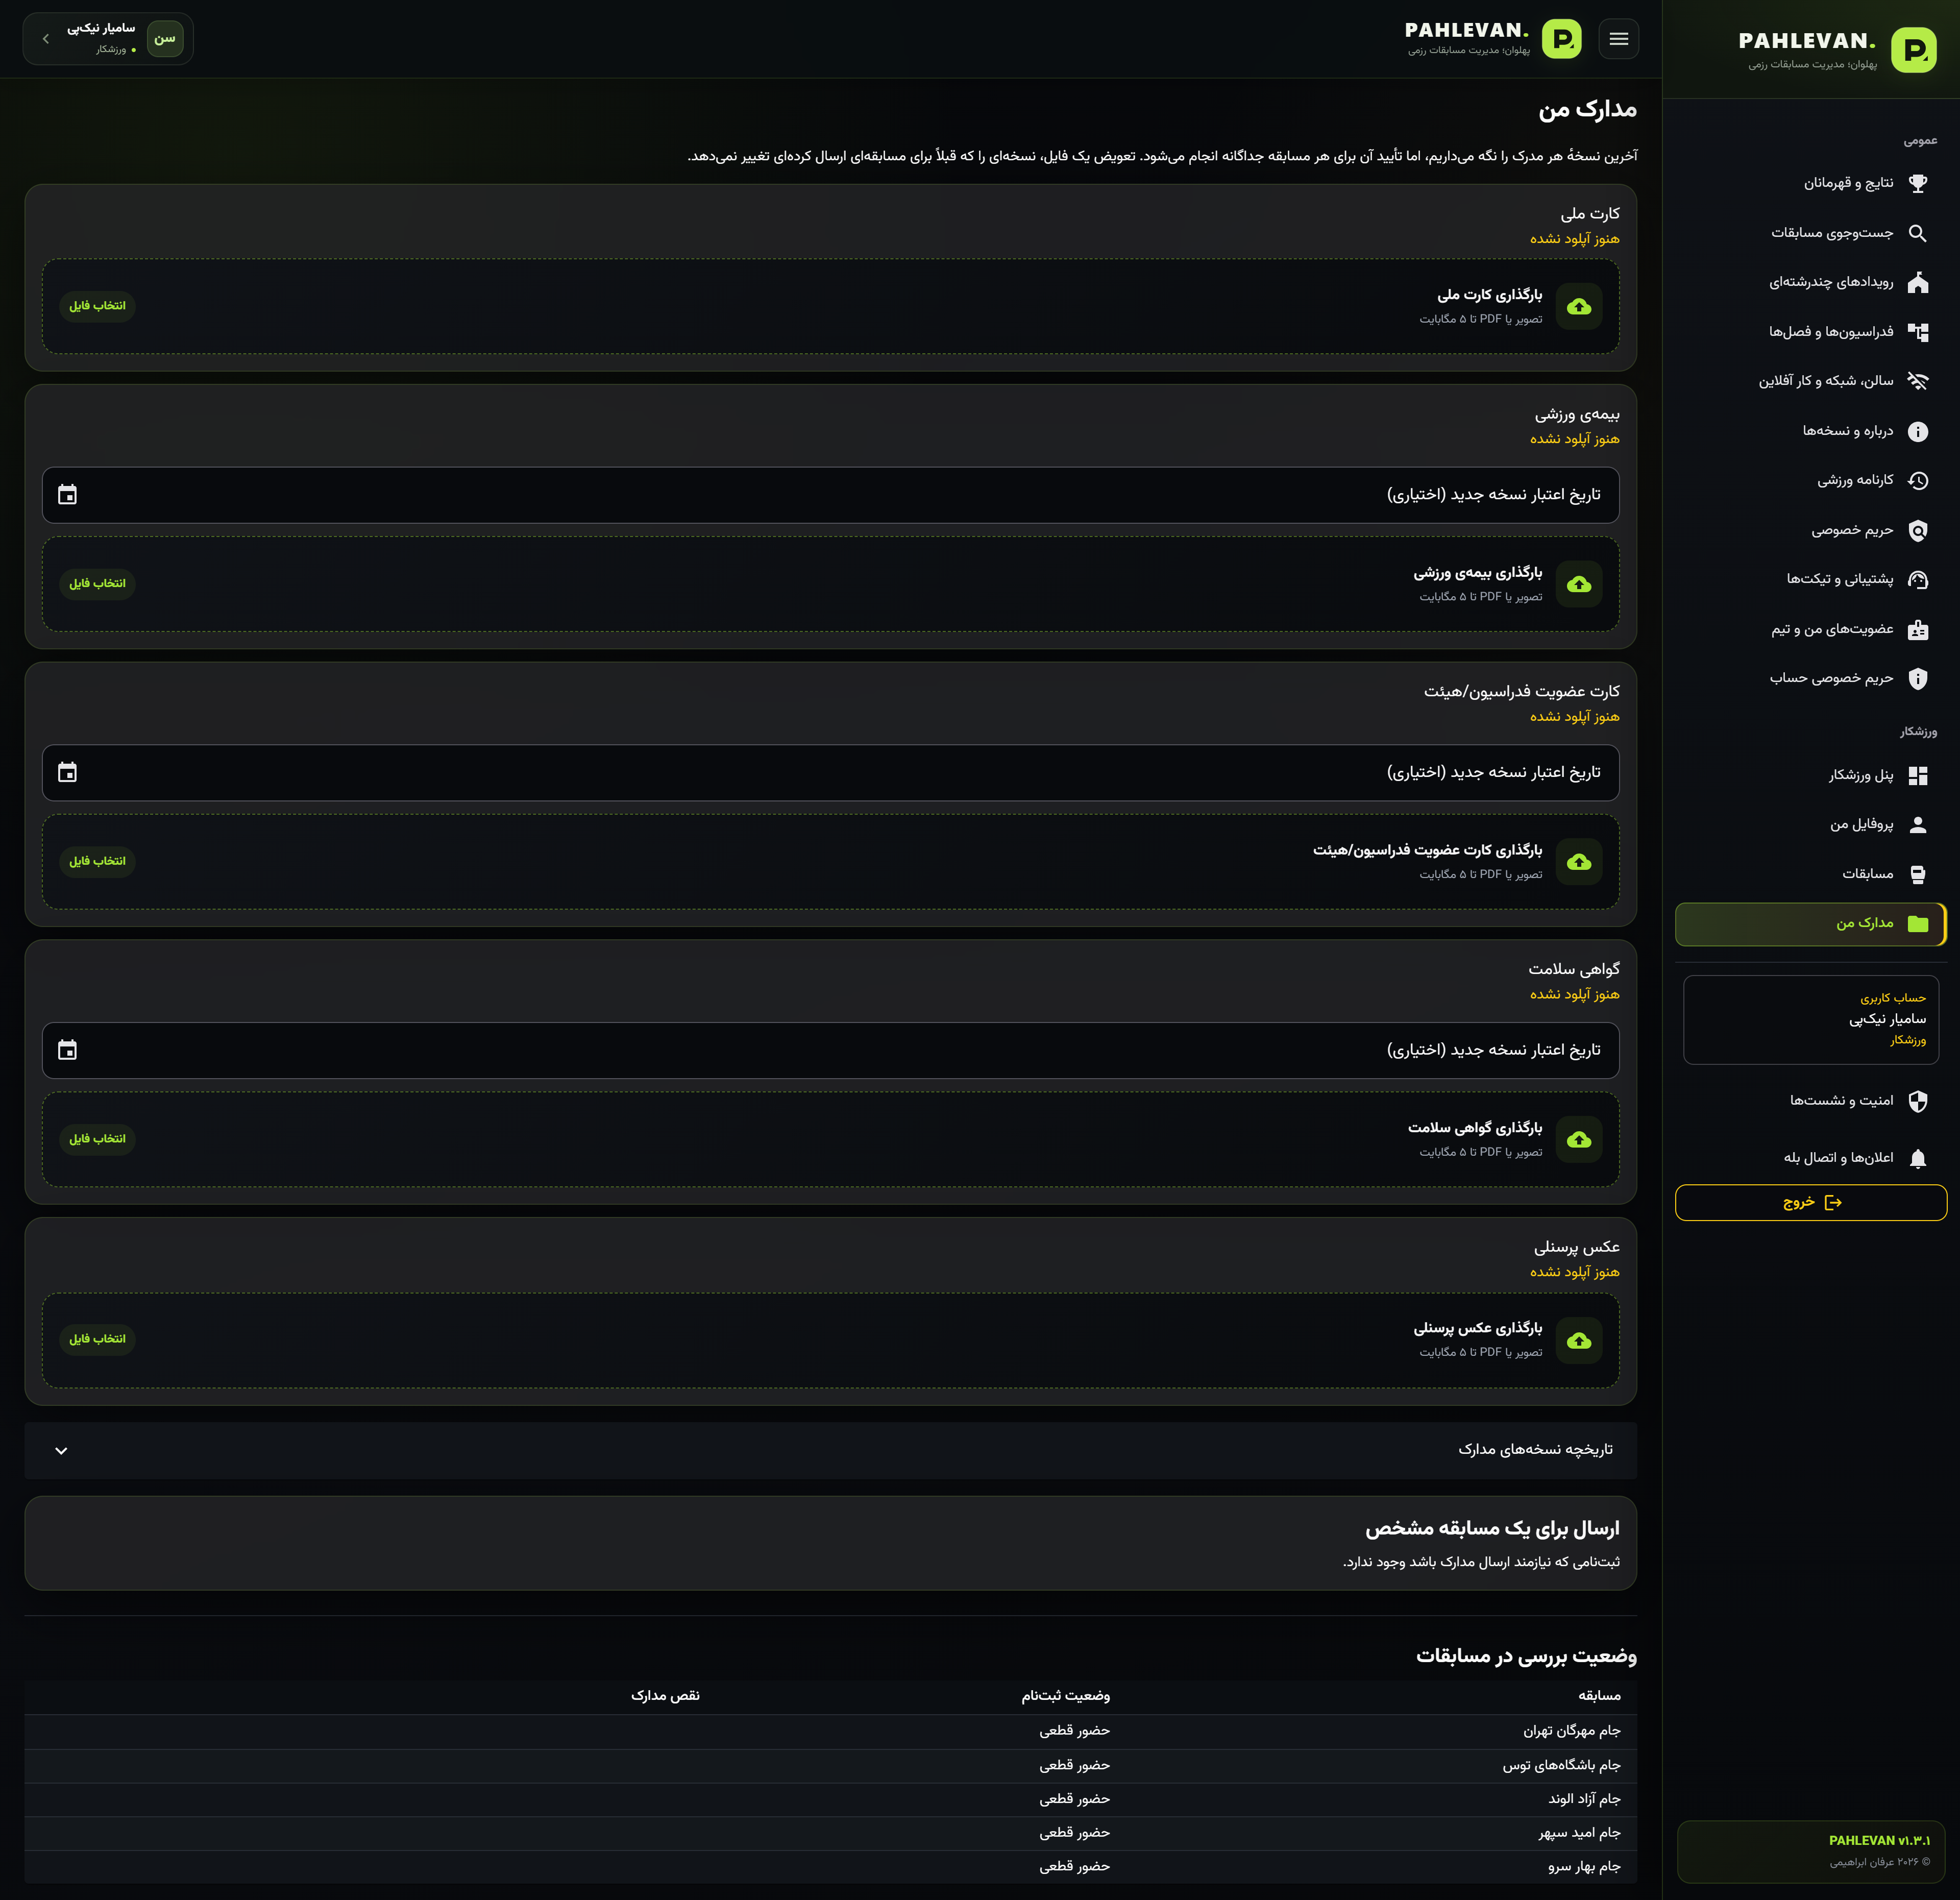 PAHLEVAN.
پهلوان؛ مدیریت مسابقات رزمی
عمومی
نتایج و قهرمانان
جست‌وجوی مسابقات
رویدادهای چندرشته‌ای
فدراسیون‌ها و فصل‌ها
سالن، شبکه و کار آفلاین
درباره و نسخه‌ها
کارنامه ورزشی
حریم خصوصی
پشتیبانی و تیکت‌ها
عضویت‌های من و تیم
حریم خصوصی حساب
ورزشکار
پنل ورزشکار
پروفایل من
مسابقات
مدارک من
حساب کاربری
سامیار نیک‌پی
ورزشکار
امنیت و نشست‌ها
اعلان‌ها و اتصال بله
خروج
PAHLEVAN v۱.۳.۱
© ۲۰۲۶ عرفان ابراهیمی
PAHLEVAN.
پهلوان؛ مدیریت مسابقات رزمی
سن
سامیار نیک‌پی
ورزشکار
مدارک من
آخرین نسخهٔ هر مدرک را نگه می‌داریم، اما تأیید آن برای هر مسابقه جداگانه انجام می‌شود. تعویض یک فایل، نسخه‌ای را که قبلاً برای مسابقه‌ای ارسال کرده‌ای تغییر نمی‌دهد.
کارت ملی
هنوز آپلود نشده
بارگذاری کارت ملی
تصویر یا PDF تا ۵ مگابایت
انتخاب فایل
بیمه‌ی ورزشی
هنوز آپلود نشده
تاریخ اعتبار نسخه جدید (اختیاری)
بارگذاری بیمه‌ی ورزشی
تصویر یا PDF تا ۵ مگابایت
انتخاب فایل
کارت عضویت فدراسیون/هیئت
هنوز آپلود نشده
تاریخ اعتبار نسخه جدید (اختیاری)
بارگذاری کارت عضویت فدراسیون/هیئت
تصویر یا PDF تا ۵ مگابایت
انتخاب فایل
گواهی سلامت
هنوز آپلود نشده
تاریخ اعتبار نسخه جدید (اختیاری)
بارگذاری گواهی سلامت
تصویر یا PDF تا ۵ مگابایت
انتخاب فایل
عکس پرسنلی
هنوز آپلود نشده
بارگذاری عکس پرسنلی
تصویر یا PDF تا ۵ مگابایت
انتخاب فایل
تاریخچه نسخه‌های مدارک
ارسال برای یک مسابقه مشخص
ثبت‌نامی که نیازمند ارسال مدارک باشد وجود ندارد.
وضعیت بررسی در مسابقات
مسابقه وضعیت ثبت‌نام نقص مدارک
جام مهرگان تهران حضور قطعی
جام باشگاه‌های توس حضور قطعی
جام آزاد الوند حضور قطعی
جام امید سپهر حضور قطعی
جام بهار سرو حضور قطعی